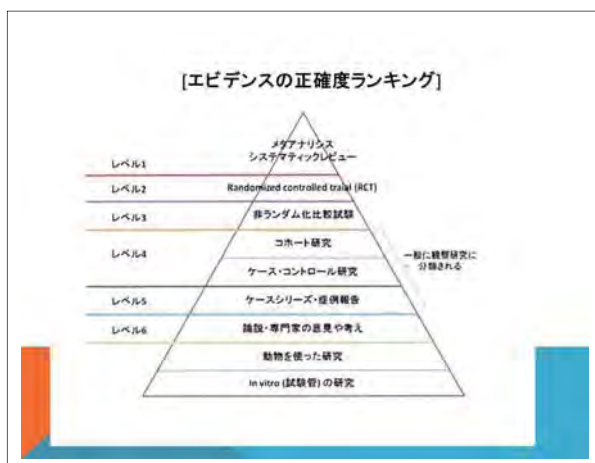 [エビデンスの正確度ランキング]
メタアナリシス
システマティックレビュー
レベル1
レベル2
Randomized controlled traial (RCT)
レベル3
非ランダム化比較試験
コホート研究
レベル4
一般に観察研究に
分類される
ケース・コントロール研究
レベル5
ケースシリーズ・症例報告
レベル6
論説・専門家の意見や考え
動物を使った研究
In vitro (試験管) の研究